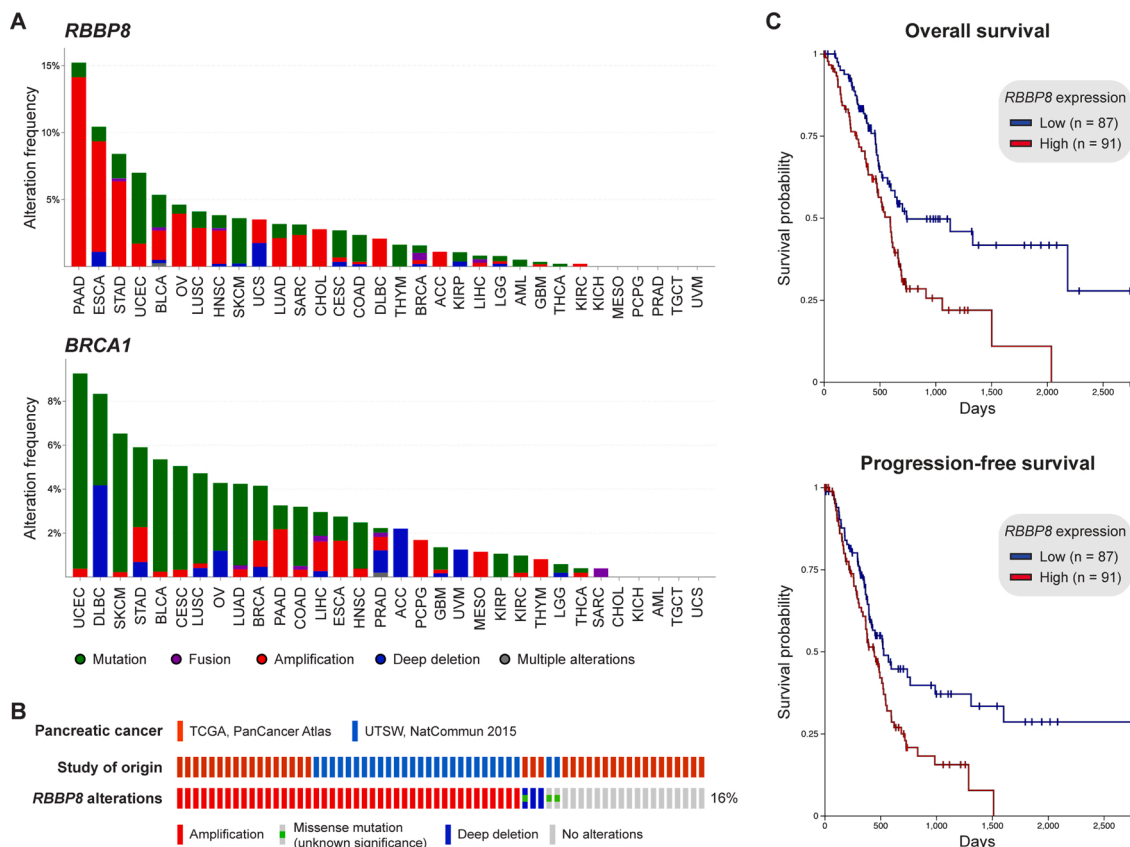 A
RBBP8
Alteration frequency
15%
10%
5%
PAAD ESCA STAD UCEC BLCA OV LUSC HNSC SKCM UCS LUAD SARC CHOL CESC COAD DLBC THYM BRCA ACC KIRP LIHC LGG AML GBM THCA KIRC KICH MESO PCPG PRAD TGCT UVM
BRCA1
Alteration frequency
8%
6%
4%
2%
UCEC DLBC SKCM STAD BLCA CESC LUSC OV LUAD BRCA PAAD COAD LIHC ESCA HNSC PRAD ACC PCPG GBM UVM MESO KIRP KIRC THYM LGG THCA SARC CHOL KICH AML TGCT UCS
Mutation Fusion Amplification Deep deletion Multiple alterations
B
Pancreatic cancer TCGA, PanCancer Atlas UTSW, NatCommun 2015
Study of origin
RBBP8 alterations 16%
Amplification Missense mutation (unknown significance) Deep deletion No alterations
C
Overall survival
Survival probability
1
0.75
0.5
0.25
0
RBBP8 expression
Low (n = 87)
High (n = 91)
0 500 1,000 1,500 2,000 2,500
Days
Progression-free survival
Survival probability
1
0.75
0.5
0.25
0
RBBP8 expression
Low (n = 87)
High (n = 91)
0 500 1,000 1,500 2,000 2,500
Days